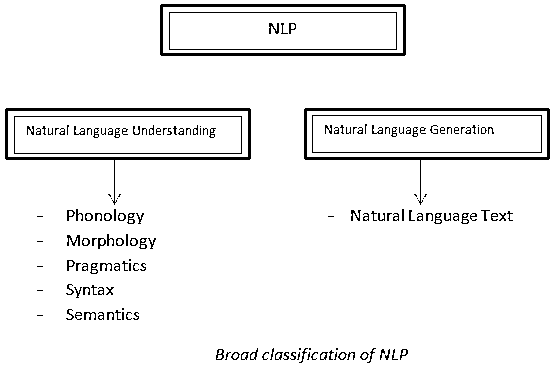 NLP
Natural Language Understanding
Natural Language Generation
- Phonology
- Morphology
- Pragmatics
- Syntax
- Semantics
- Natural Language Text
Broad classification of NLP